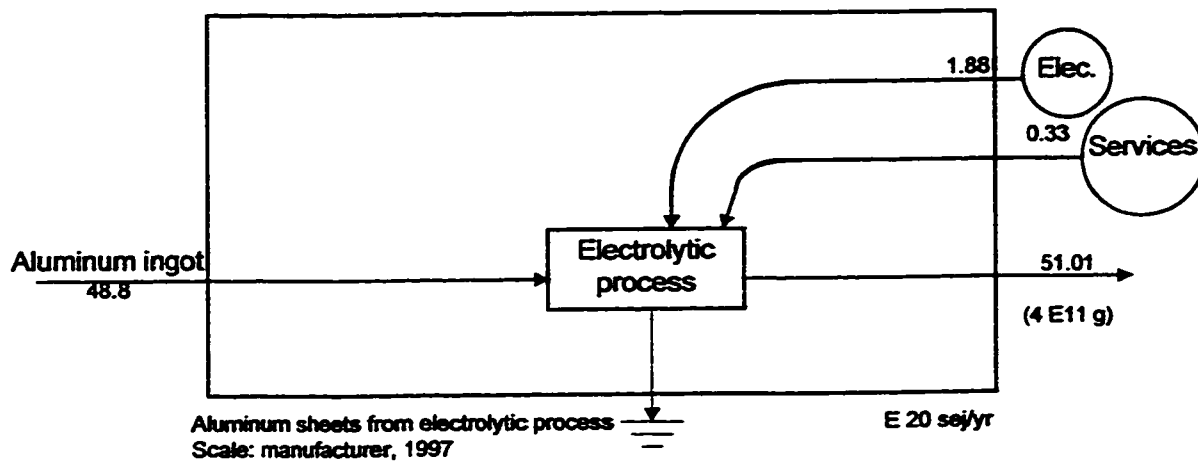 1.88
Elec.
0.33
Services
Electrolytic
process
Aluminum ingot
48.8
51.01
(4 E11 g)
Aluminum sheets from electrolytic process
Scale: manufacturer, 1997
E 20 sej/yr